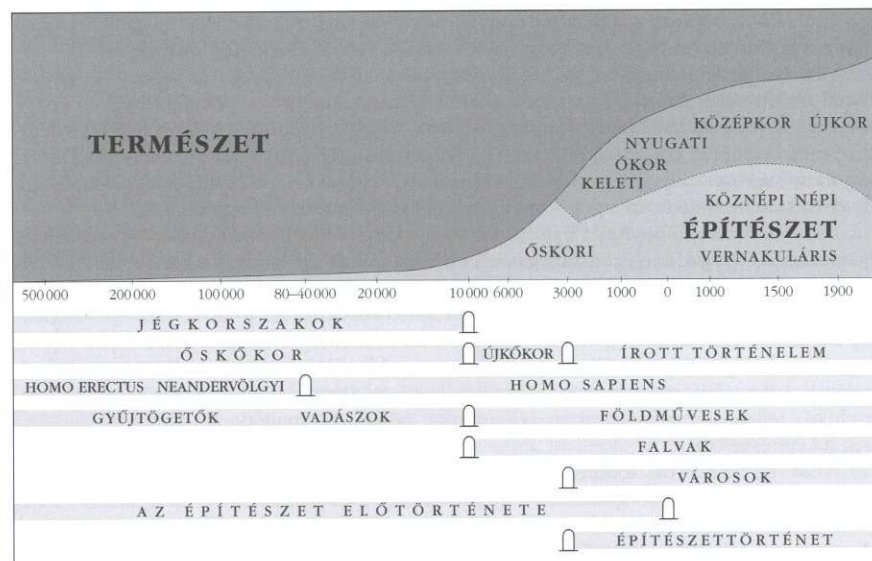 TERMÉSZET
KÖZÉPKOR ÚJKOR
NYUGATI
ÓKOR
KELETI
KÖZNÉPI NÉPI
ÉPÍTÉSZET
ŐSKORI
VERNAKULÁRIS
500000 200000 100000 80–40000 20000 10000 6000 3000 1000 0 1000 1500 1900
JÉGKORSZAKOK
ŐSKŐKOR ÚJKŐKOR ÍROTT TÖRTÉNELEM
HOMO ERECTUS NEANDERVÖLGYI HOMO SAPIENS
GYŰJTÖGETŐK VADÁSZOK FÖLDMŰVESEK
FALVAK
VÁROSOK
AZ ÉPÍTÉSZET ELŐTÖRTÉNETE
ÉPÍTÉSZETTÖRTÉNET